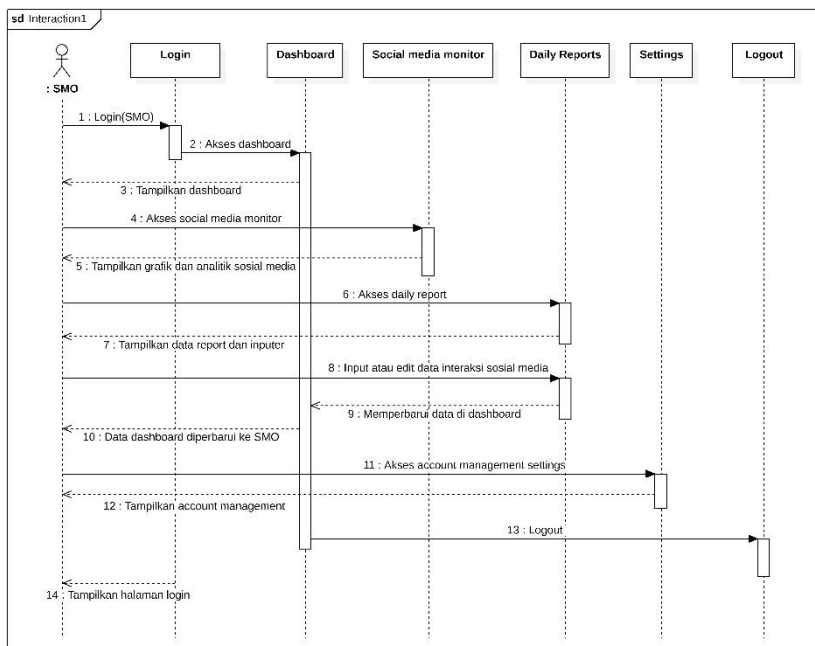 sd Interaction1
Login
Dashboard
Social media monitor
Daily Reports
Settings
Logout
: SMO
1 : Login(SMO)
2 : Akses dashboard
3 : Tampilkan dashboard
4 : Akses social media monitor
5 : Tampilkan grafik dan analitik sosial media
6 : Akses daily report
7 : Tampilkan data report dan inputer
8 : Input atau edit data interaksi sosial media
9 : Memperbarui data di dashboard
10 : Data dashboard diperbarui ke SMO
11 : Akses account management settings
12 : Tampilkan account management
13 : Logout
14 : Tampilkan halaman login